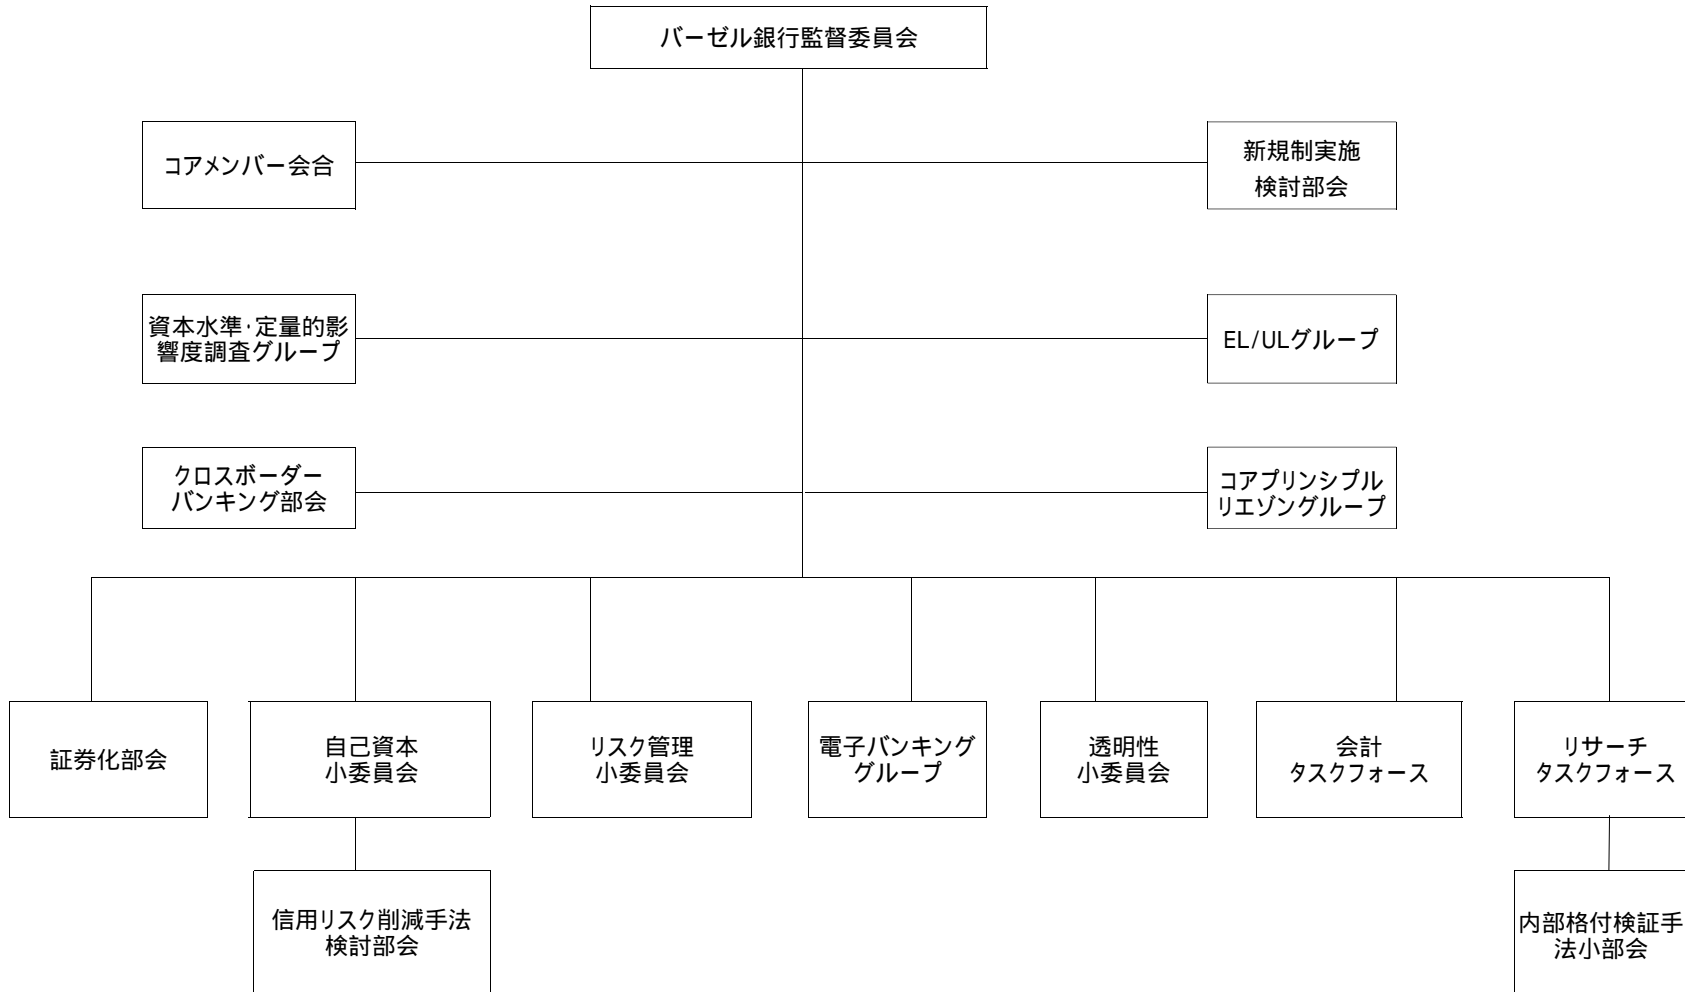 バーゼル銀行監督委員会
コアメンバー会合
新規制実施
検討部会
資本水準・定量的影
響度調査グループ
EL/ULグループ
クロスボーダー
バンキング部会
コアプリンシプル
リエゾングループ
証券化部会
自己資本
小委員会
リスク管理
小委員会
電子バンキング
グループ
透明性
小委員会
会計
タスクフォース
リサーチ
タスクフォース
信用リスク削減手法
検討部会
内部格付検証手
法小部会